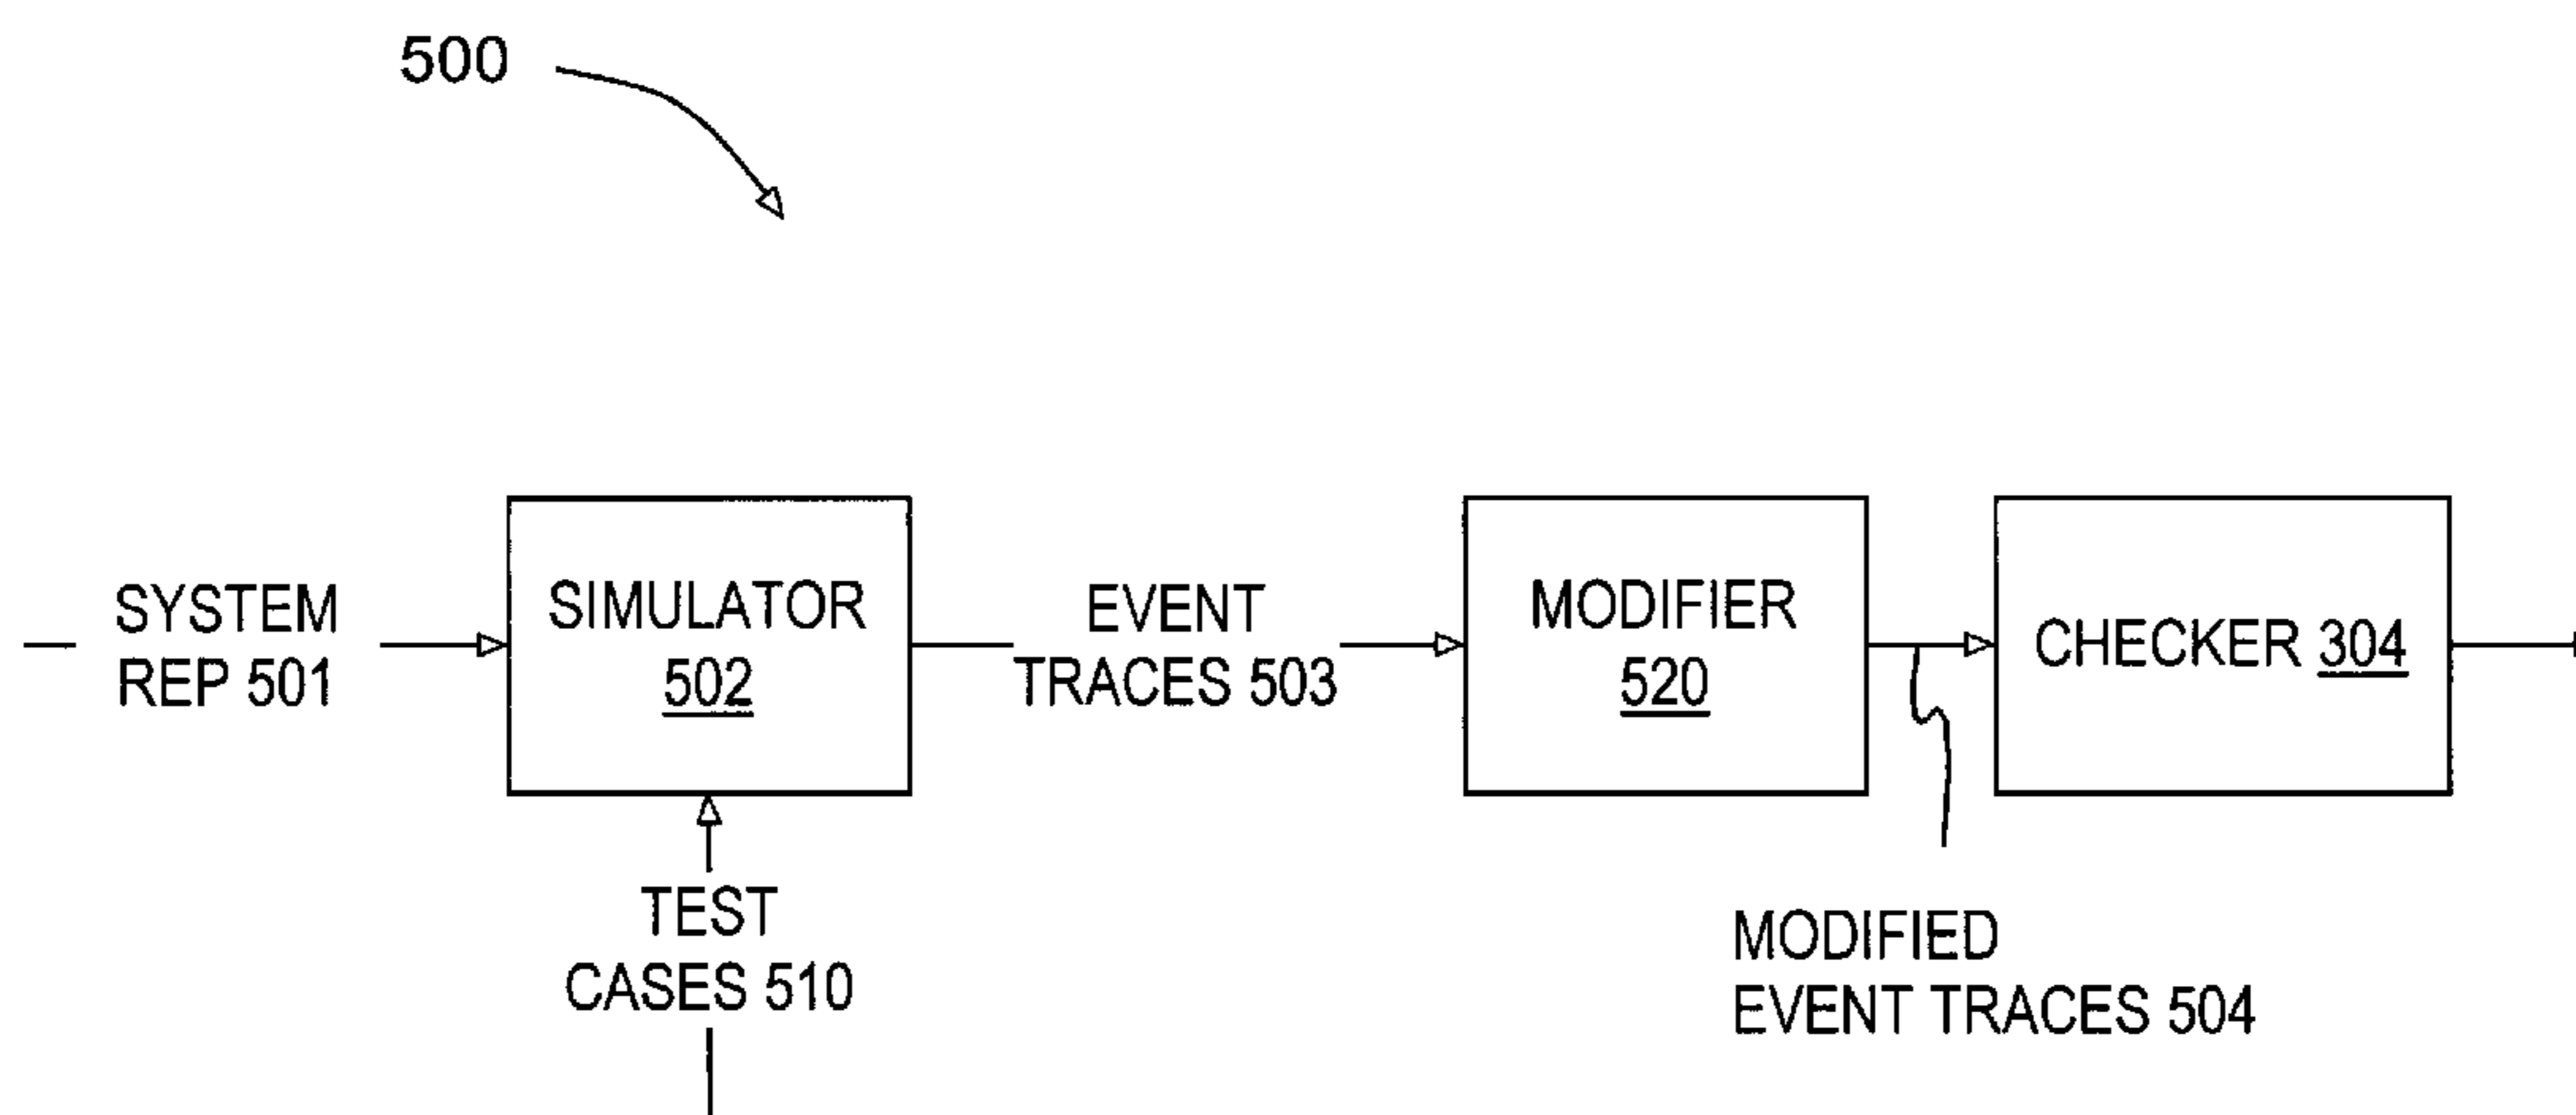 500
SYSTEM
REP 501
SIMULATOR
502
EVENT
TRACES 503
MODIFIER
520
CHECKER 304
TEST
CASES 510
MODIFIED
EVENT TRACES 504